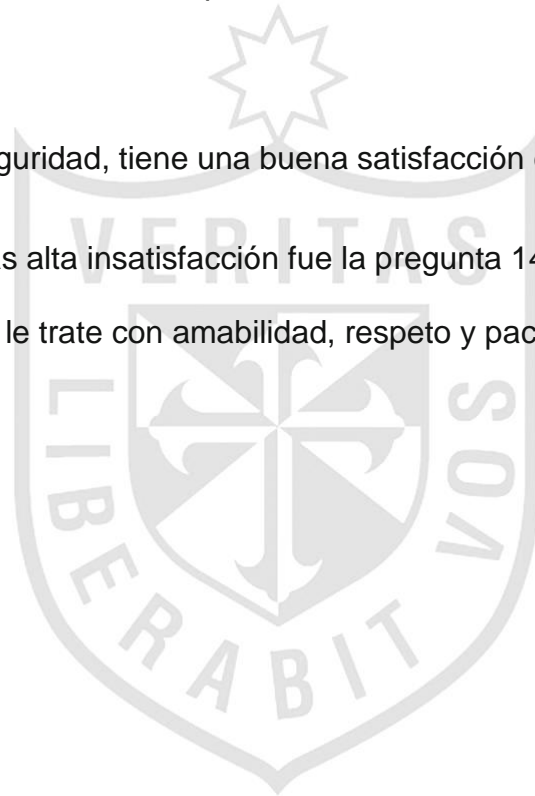 guridad, tiene una buena satisfacción
s alta insatisfacción fue la pregunta 14
le trate con amabilidad, respeto y pac
VERITAS
LIBERABIT VOS